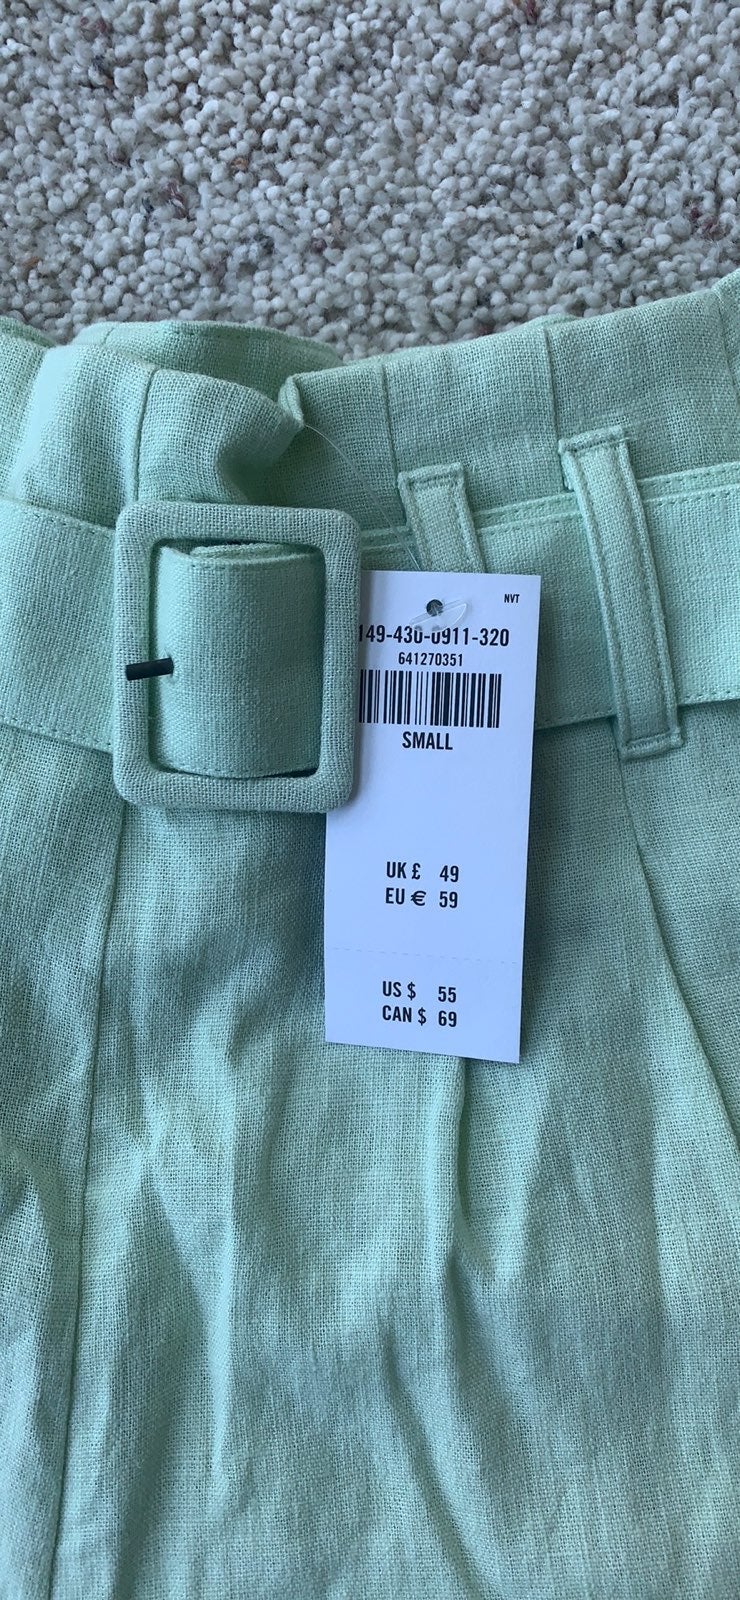 NVT
149-430-0911-320
641270351
SMALL
UK £ 49
EU € 59
US $ 55
CAN $ 69